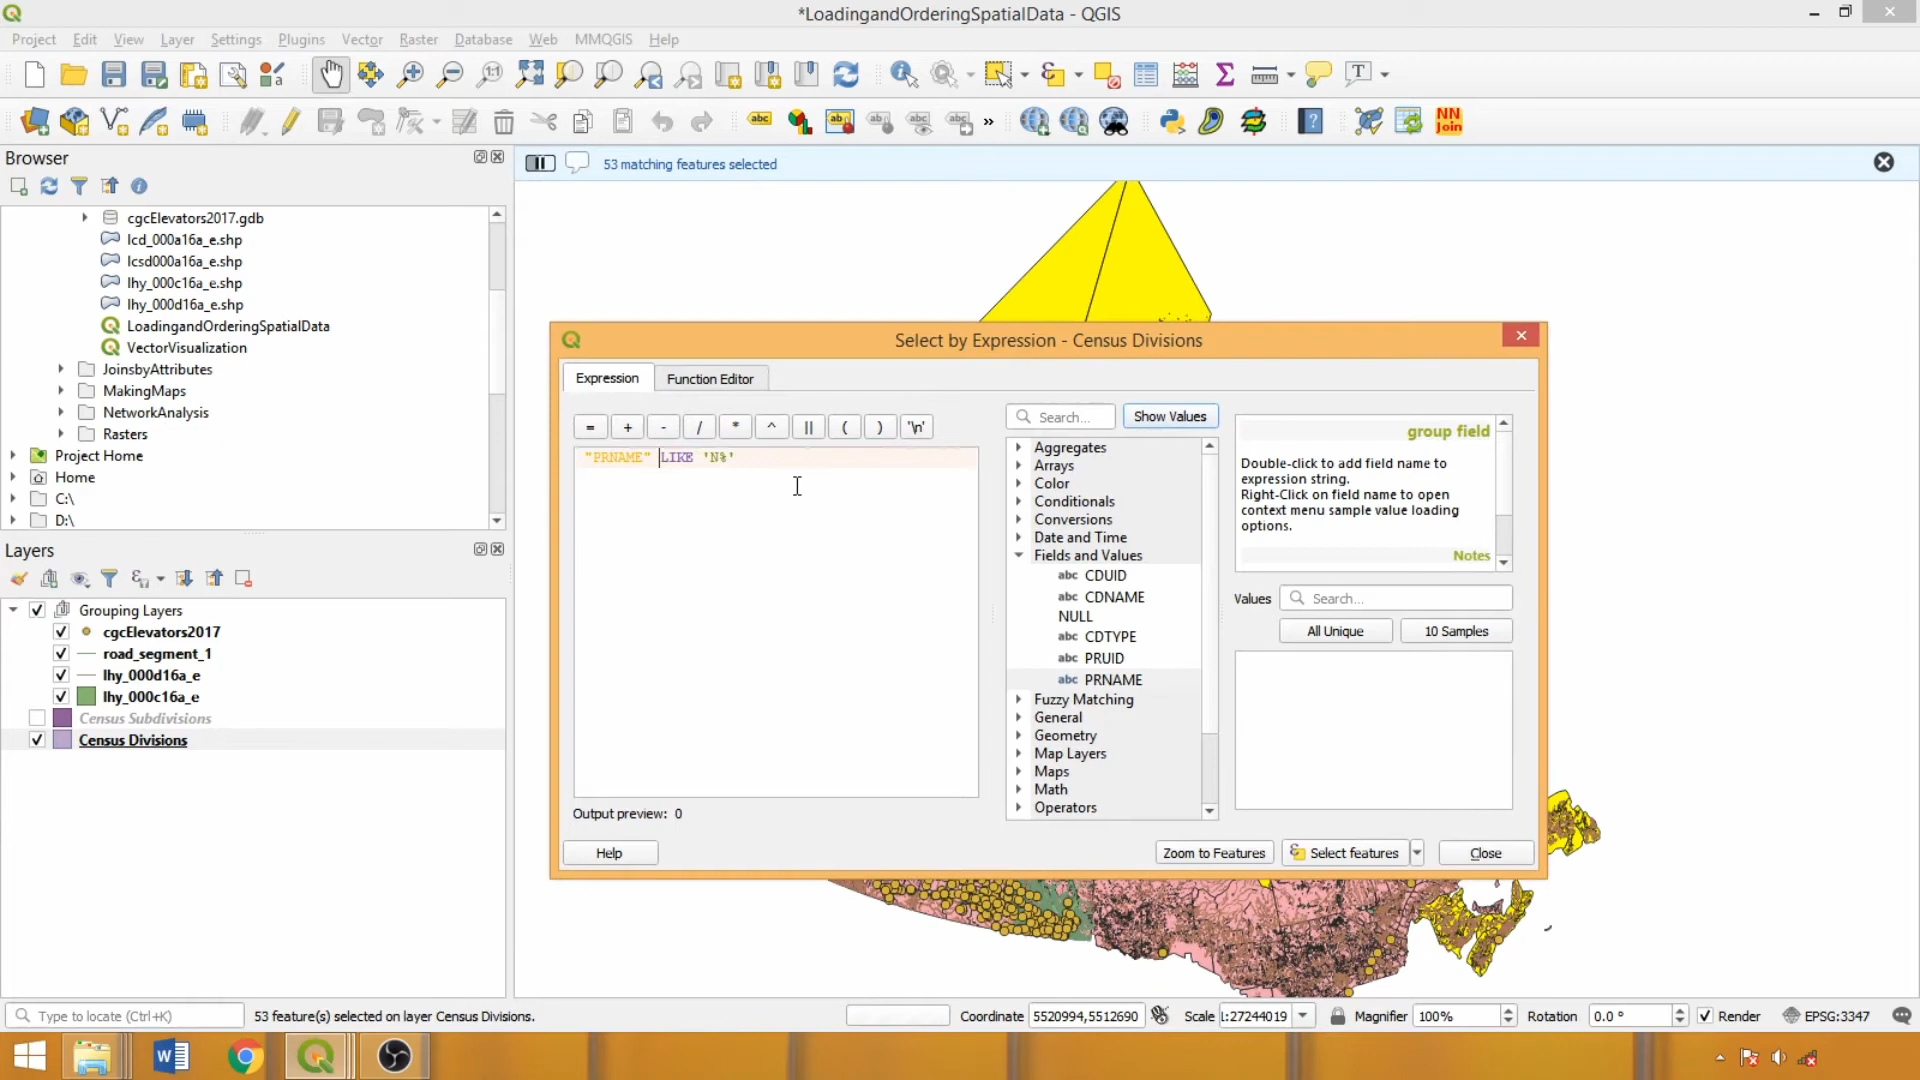 *LoadingandOrderingSpatialData - QGIS
Project Edit View Layer Settings Plugins Vector Raster Database Web MMQGIS Help
NN
Join
Browser
53 matching features selected
cgcElevators2017.gdb
lcd_000a16a_e.shp
lcsd000a16a_e.shp
lhy_000c16a_e.shp
lhy_000d16a_e.shp
LoadingandOrderingSpatialData
VectorVisualization
JoinsbyAttributes
MakingMaps
NetworkAnalysis
Rasters
Project Home
Home
C:\
D:\
Layers
Grouping Layers
cgcElevators2017
road_segment_1
lhy_000d16a_e
lhy_000c16a_e
Census Subdivisions
Census Divisions
Select by Expression - Census Divisions
Expression Function Editor
= + - / * ^ || ( ) '\n'
"PRNAME" LIKE 'N%'
Output preview: 0
Help
Search... Show Values
Aggregates
Arrays
Color
Conditionals
Conversions
Date and Time
Fields and Values
abc CDUID
abc CDNAME
NULL
abc CDTYPE
abc PRUID
abc PRNAME
Fuzzy Matching
General
Geometry
Map Layers
Maps
Math
Operators
group field
Double-click to add field name to
expression string.
Right-Click on field name to open
context menu sample value loading
options.
Notes
Values Search...
All Unique 10 Samples
Zoom to Features Select features Close
Type to locate (Ctrl+K) 53 feature(s) selected on layer Census Divisions. Coordinate 5520994,5512690 Scale 1:27244019 Magnifier 100% Rotation 0.0 ° Render EPSG:3347